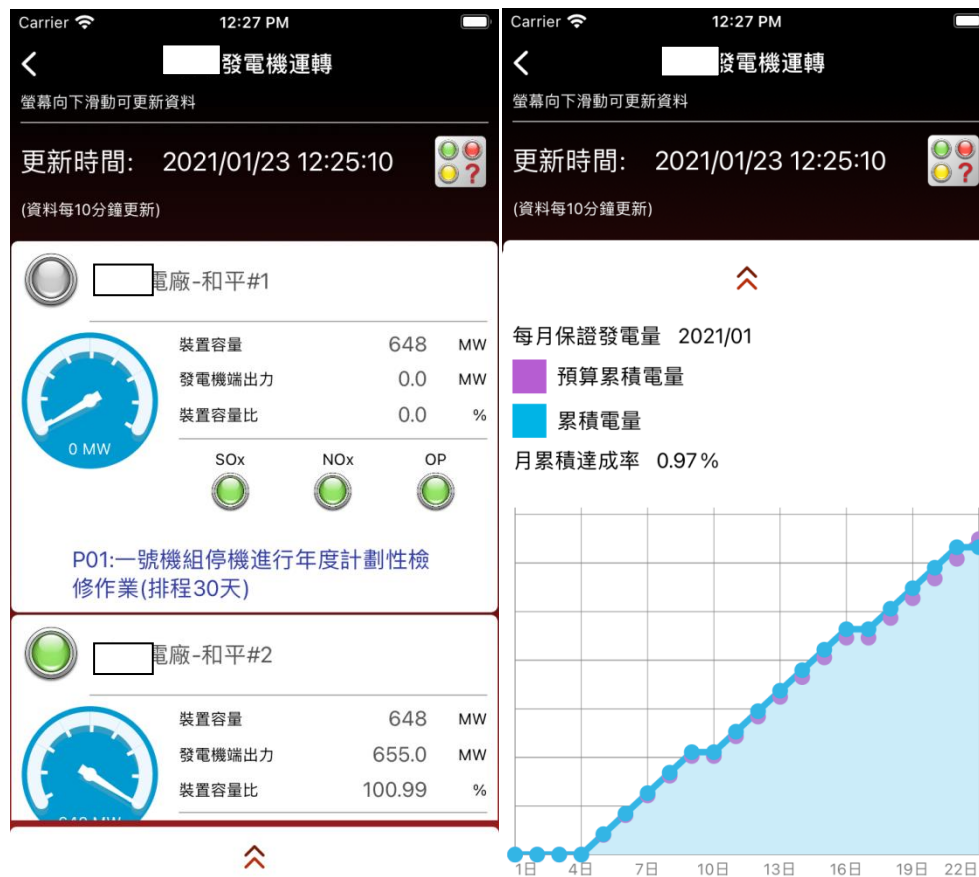 Carrier 12:27 PM
發電機運轉
螢幕向下滑動可更新資料
更新時間: 2021/01/23 12:25:10
(資料每10分鐘更新)
電廠-和平#1
裝置容量 648 MW
發電機端出力 0.0 MW
裝置容量比 0.0 %
0 MW
SOx NOx OP
P01:一號機組停機進行年度計劃性檢
修作業(排程30天)
電廠-和平#2
裝置容量 648 MW
發電機端出力 655.0 MW
裝置容量比 100.99 %
Carrier 12:27 PM
發電機運轉
螢幕向下滑動可更新資料
更新時間: 2021/01/23 12:25:10
(資料每10分鐘更新)
每月保證發電量 2021/01
預算累積電量
累積電量
月累積達成率 0.97%
1日 4日 7日 10日 13日 16日 19日 22日